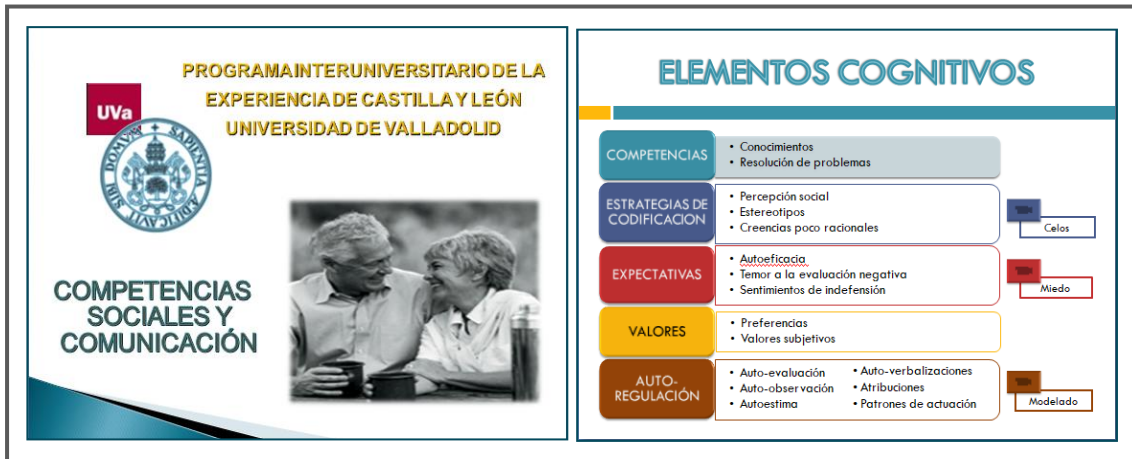 PROGRAMA INTERUNIVERSITARIO DE LA
EXPERIENCIA DE CASTILLA Y LEÓN
UNIVERSIDAD DE VALLADOLID
UVa
SIGILLVM
COMPETENCIAS
SOCIALES Y
COMUNICACIÓN
ELEMENTOS COGNITIVOS
COMPETENCIAS
• Conocimientos
• Resolución de problemas
ESTRATEGIAS DE
CODIFICACION
• Percepción social
• Estereotipos
• Creencias poco racionales
Celos
EXPECTATIVAS
• Autoeficacia
• Temor a la evaluación negativa
• Sentimientos de indefensión
Miedo
VALORES
• Preferencias
• Valores subjetivos
AUTO-
REGULACIÓN
• Auto-evaluación
• Auto-observación
• Autoestima
• Auto-verbalizaciones
• Atribuciones
• Patrones de actuación
Modelado